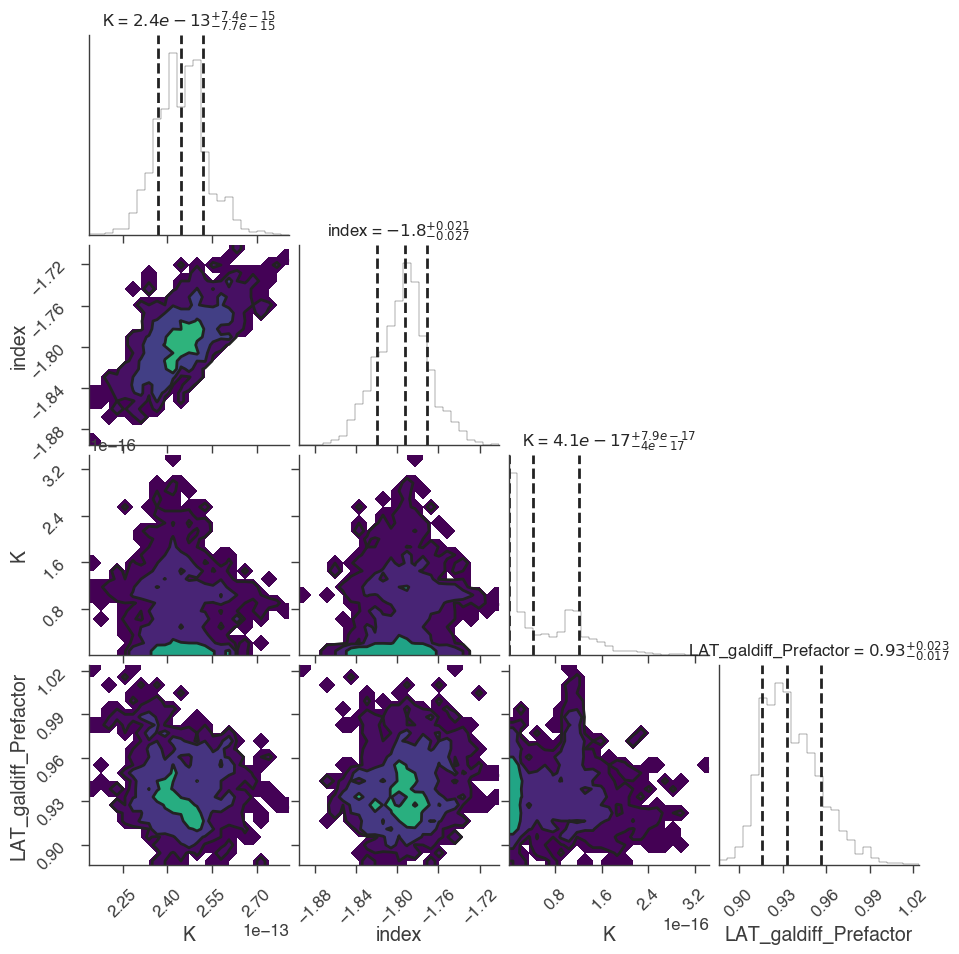 K = 2.4e−13 +7.4e−15 −7.7e−15
index = −1.8 +0.021 −0.027
−1.72
−1.76
−1.80
−1.84
−1.88
index
K = 4.1e−17 +7.9e−17 −4e−17
3.2
2.4
1.6
0.8
K
LAT_galdiff_Prefactor = 0.93 +0.023 −0.017
1.02
0.99
0.96
0.93
0.90
LAT_galdiff_Prefactor
2.25 2.40 2.55 2.70
−1.88 −1.84 −1.80 −1.76 −1.72
0.8 1.6 2.4 3.2
0.90 0.93 0.96 0.99 1.02
1e−13
1e−16
K index K LAT_galdiff_Prefactor